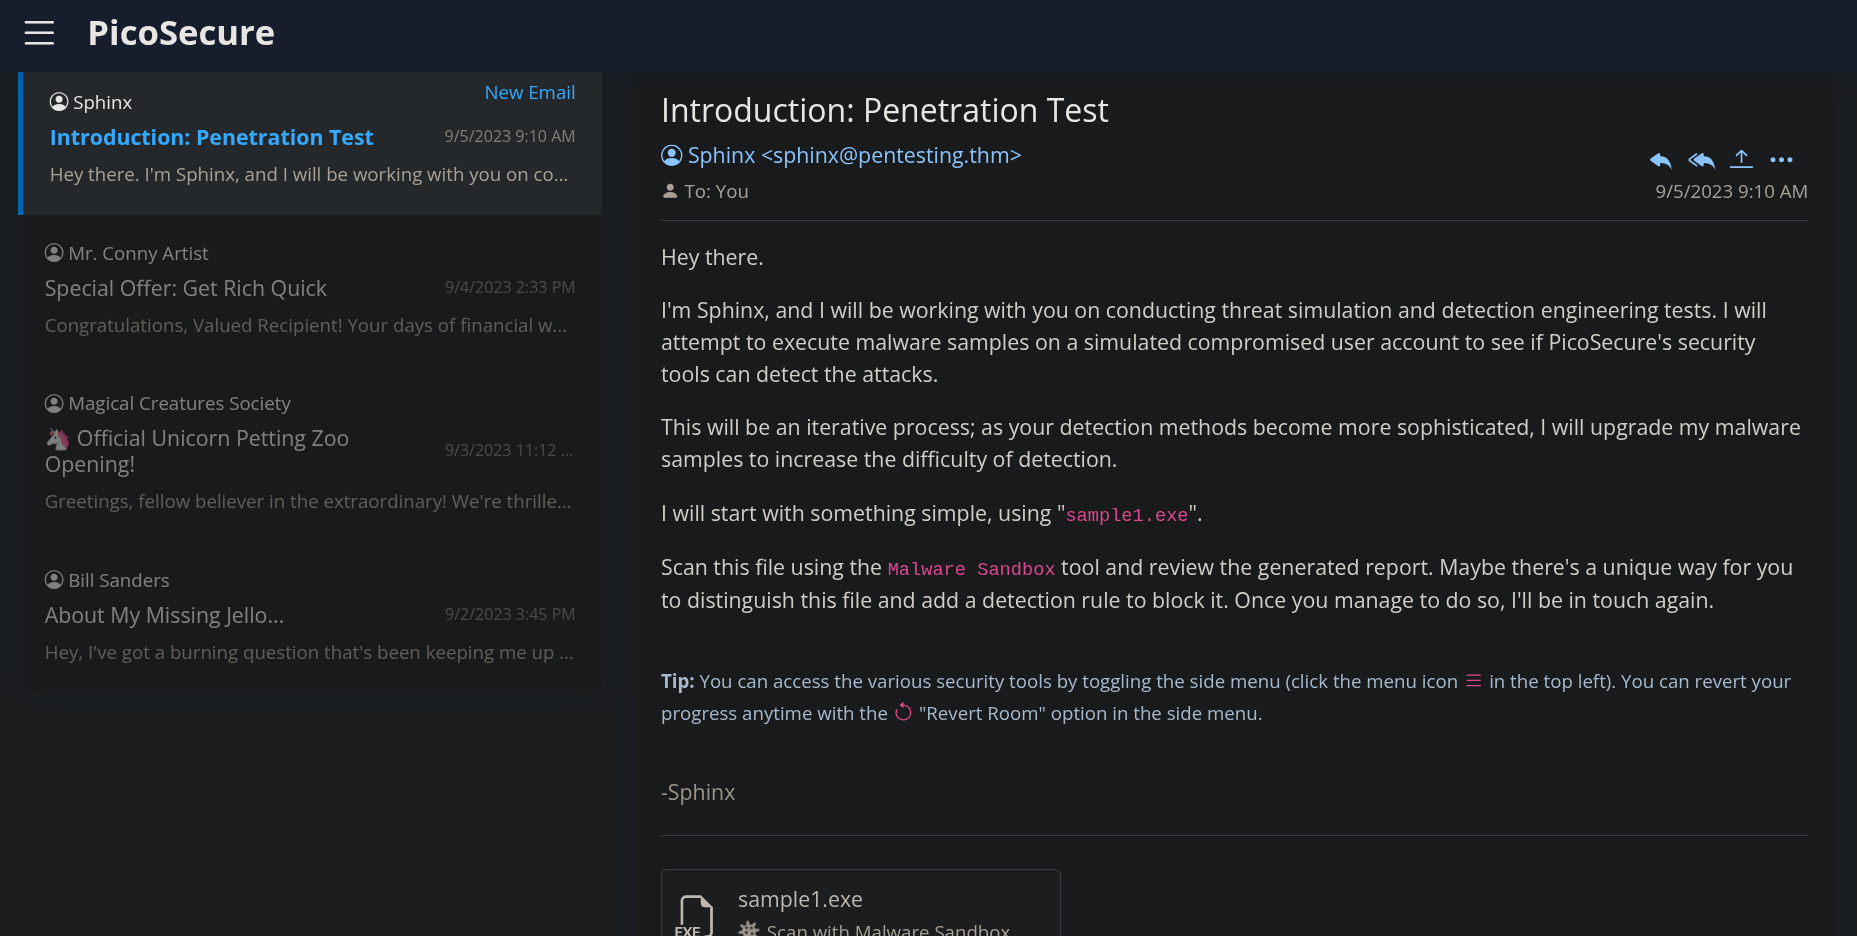 PicoSecure
Sphinx
New Email
Introduction: Penetration Test
9/5/2023 9:10 AM
Hey there. I'm Sphinx, and I will be working with you on co...
Mr. Conny Artist
Special Offer: Get Rich Quick
9/4/2023 2:33 PM
Congratulations, Valued Recipient! Your days of financial w...
Magical Creatures Society
🦄 Official Unicorn Petting Zoo
Opening!
9/3/2023 11:12 ...
Greetings, fellow believer in the extraordinary! We're thrille...
Bill Sanders
About My Missing Jello...
9/2/2023 3:45 PM
Hey, I've got a burning question that's been keeping me up ...
Introduction: Penetration Test
Sphinx <sphinx@pentesting.thm>
To: You
9/5/2023 9:10 AM
Hey there.
I'm Sphinx, and I will be working with you on conducting threat simulation and detection engineering tests. I will
attempt to execute malware samples on a simulated compromised user account to see if PicoSecure's security
tools can detect the attacks.
This will be an iterative process; as your detection methods become more sophisticated, I will upgrade my malware
samples to increase the difficulty of detection.
I will start with something simple, using "sample1.exe".
Scan this file using the Malware Sandbox tool and review the generated report. Maybe there's a unique way for you
to distinguish this file and add a detection rule to block it. Once you manage to do so, I'll be in touch again.
Tip: You can access the various security tools by toggling the side menu (click the menu icon ☰ in the top left). You can revert your
progress anytime with the ↺ "Revert Room" option in the side menu.
-Sphinx
EXE
sample1.exe
Scan with Malware Sandbox